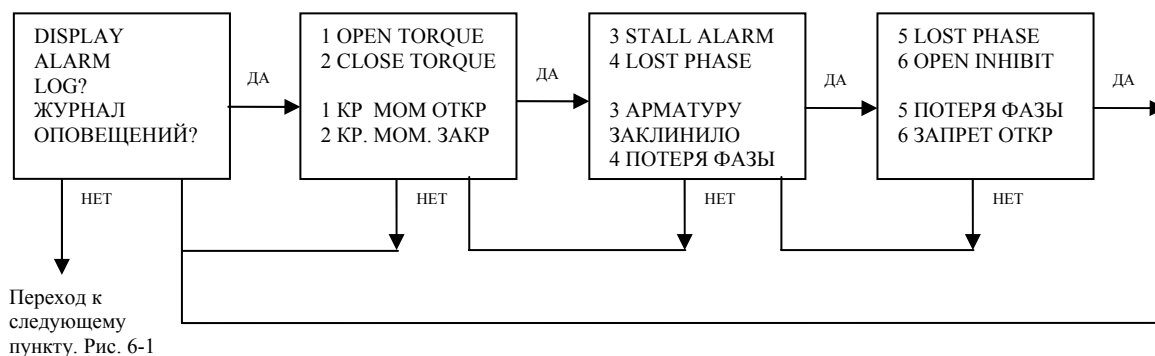 DISPLAY
ALARM
LOG?
ЖУРНАЛ
ОПОВЕЩЕНИЙ?
ДА
1 OPEN TORQUE
2 CLOSE TORQUE
1 КР МОМ ОТКР
2 КР. МОМ. ЗАКР
ДА
3 STALL ALARM
4 LOST PHASE
3 АРМАТУРУ
ЗАКЛИНИЛО
4 ПОТЕРЯ ФАЗЫ
ДА
5 LOST PHASE
6 OPEN INHIBIT
5 ПОТЕРЯ ФАЗЫ
6 ЗАПРЕТ ОТКР
ДА
НЕТ
НЕТ
НЕТ
НЕТ
Переход к
следующему
пункту. Рис. 6-1